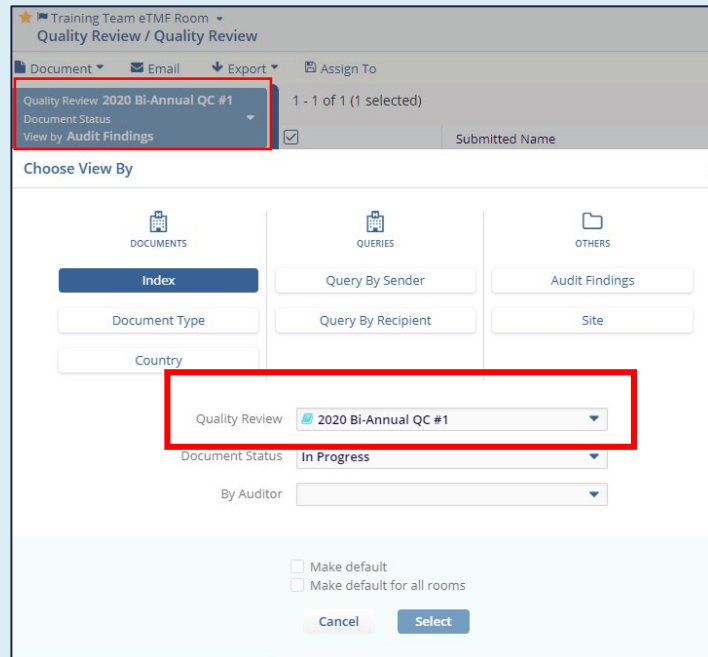 Training Team eTMF Room
Quality Review / Quality Review
Document Email Export Assign To
Quality Review 2020 Bi-Annual QC #1
Document Status
View by Audit Findings
1 - 1 of 1 (1 selected)
Submitted Name
Choose View By
DOCUMENTS QUERIES OTHERS
Index Query By Sender Audit Findings
Document Type Query By Recipient Site
Country
Quality Review 2020 Bi-Annual QC #1
Document Status In Progress
By Auditor
Make default
Make default for all rooms
Cancel Select